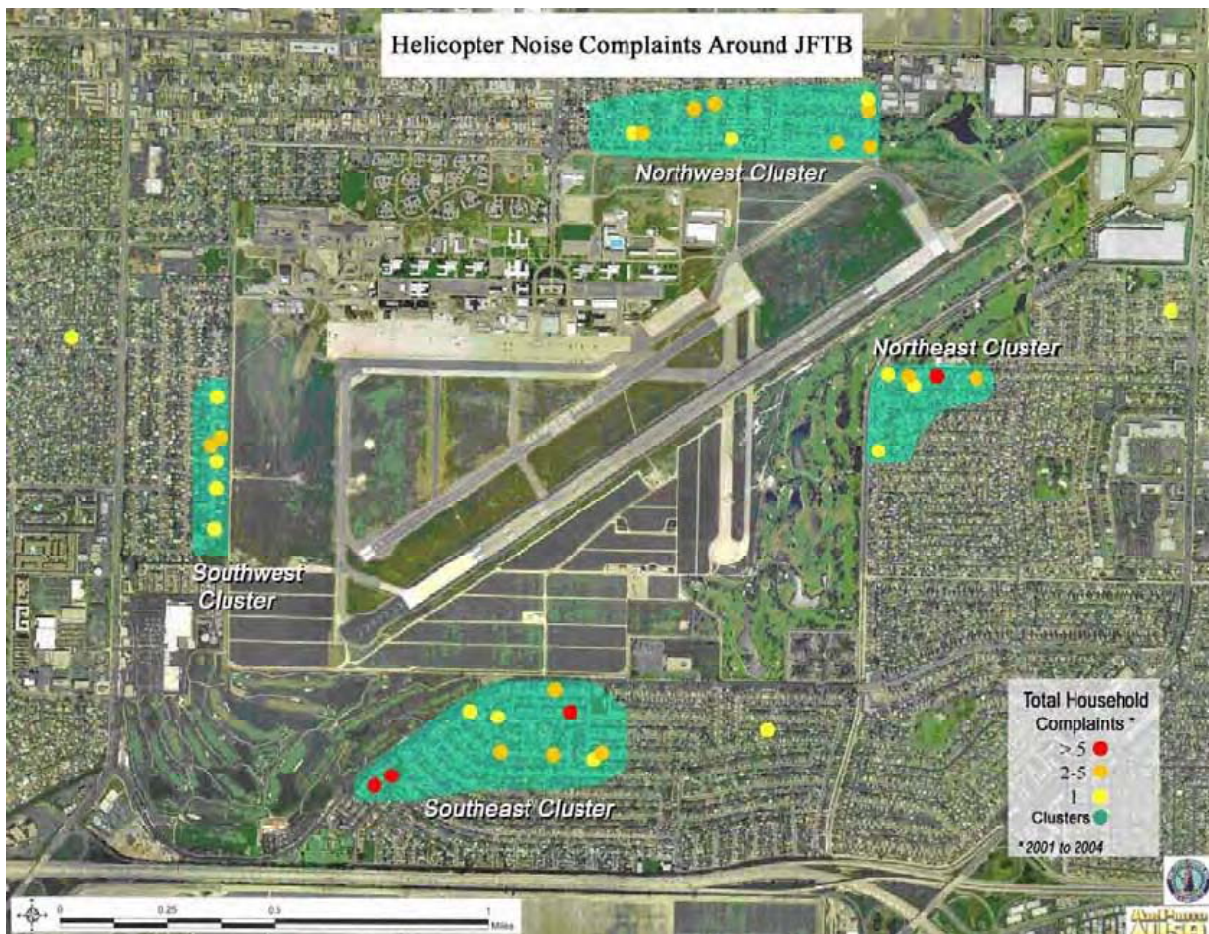 Helicopter Noise Complaints Around JFTB
Northwest Cluster
Northeast Cluster
Southwest
Cluster
Southeast Cluster
Total Household
Complaints *
> 5
2-5
1
Clusters
* 2001 to 2004
0
0.25
0.5
1
Miles